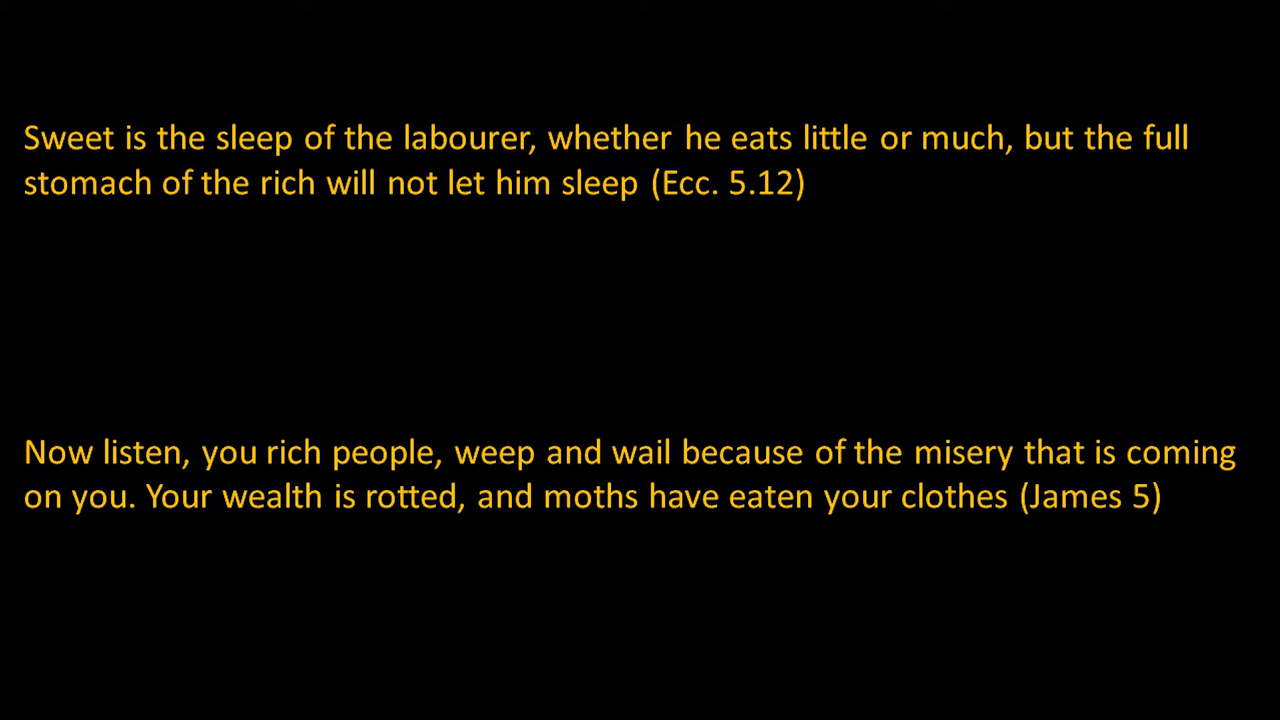 Sweet is the sleep of the labourer, whether he eats little or much, but the full
stomach of the rich will not let him sleep (Ecc. 5.12)
Now listen, you rich people, weep and wail because of the misery that is coming
on you. Your wealth is rotted, and moths have eaten your clothes (James 5)